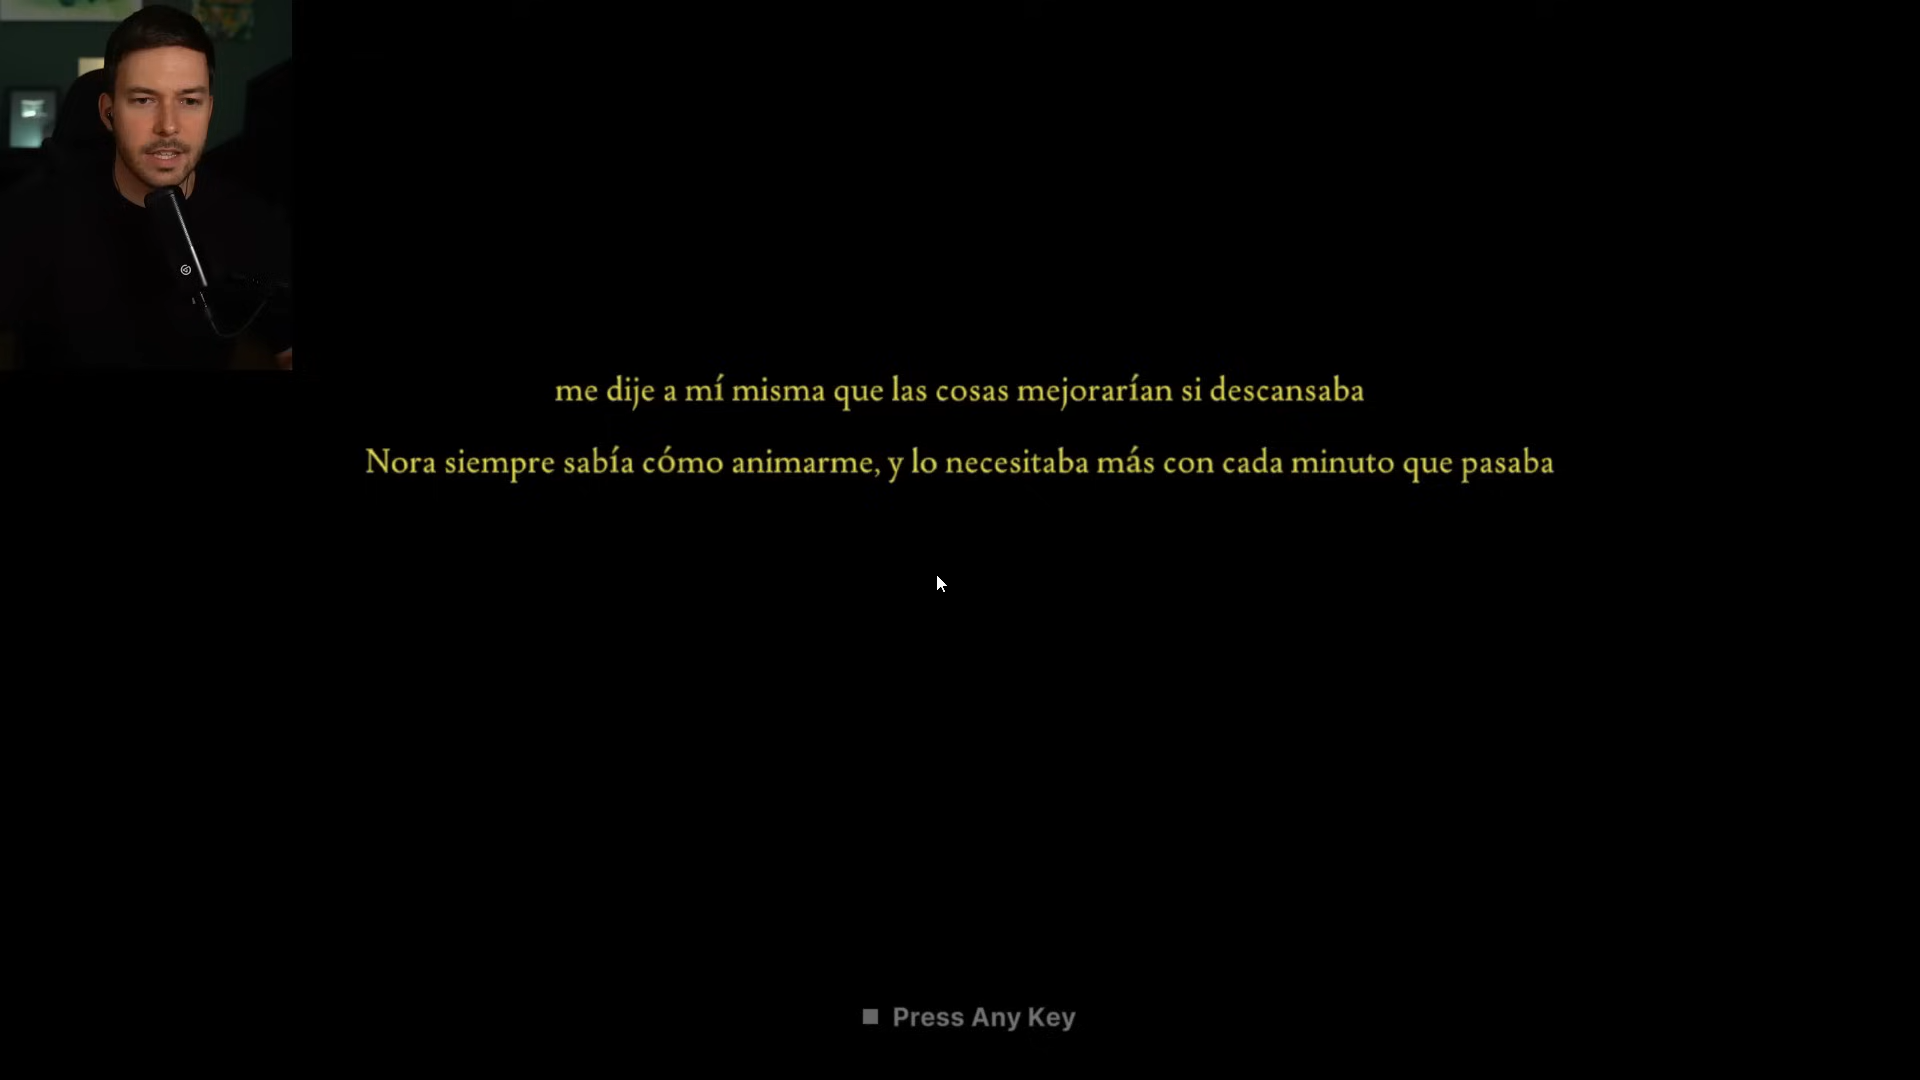 me dije a mí misma que las cosas mejorarían si descansaba
Nora siempre sabía cómo animarme, y lo necesitaba más con cada minuto que pasaba
Press Any Key